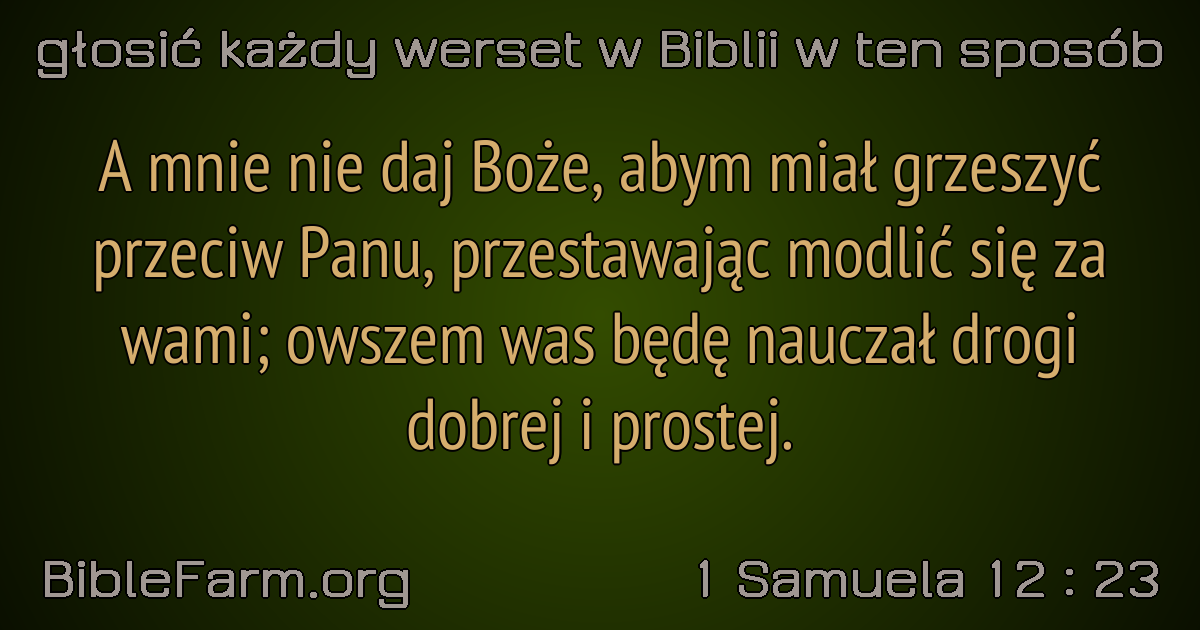 głosić każdy werset w Biblii w ten sposób
A mnie nie daj Boże, abym miał grzeszyć
przeciw Panu, przestawając modlić się za
wami; owszem was będę nauczał drogi
dobrej i prostej.
BibleFarm.org
1 Samuela 12 : 23